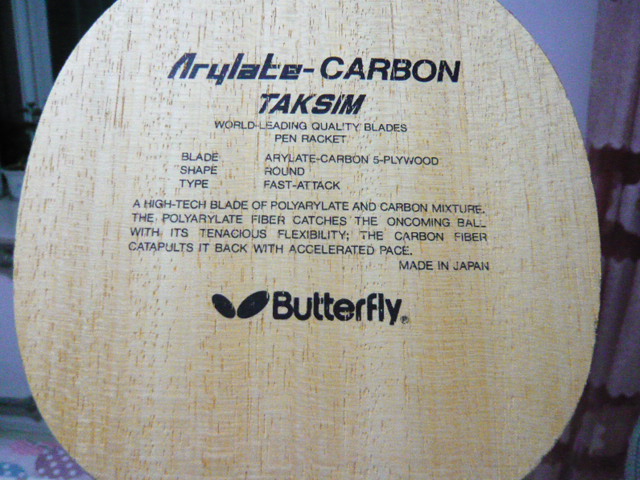 Arylate-CARBON
TAKSIM
WORLD-LEADING QUALITY BLADES
PEN RACKET
BLADE ARYLATE-CARBON 5-PLYWOOD
SHAPE ROUND
TYPE FAST-ATTACK
A HIGH-TECH BLADE OF POLYARYLATE AND CARBON MIXTURE.
THE POLYARYLATE FIBER CATCHES THE ONCOMING BALL
WITH ITS TENACIOUS FLEXIBILITY; THE CARBON FIBER
CATAPULTS IT BACK WITH ACCELERATED PACE.
MADE IN JAPAN
Butterfly®